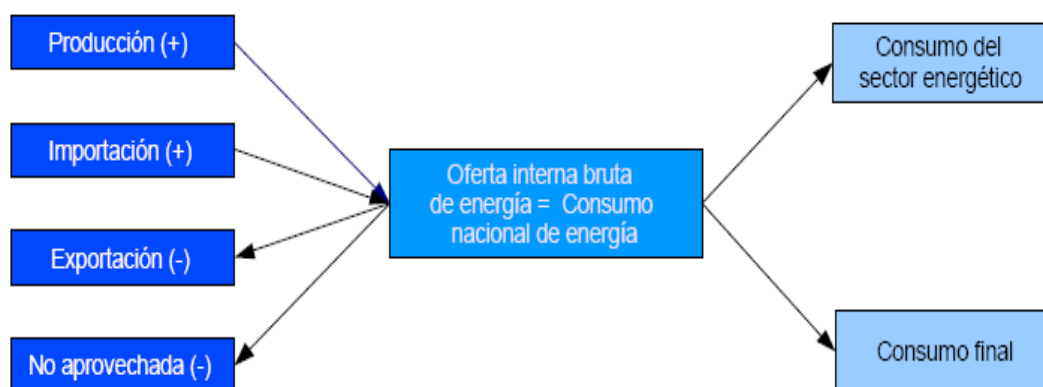 Producción (+)
Importación (+)
Exportación (-)
No aprovechada (-)
Oferta interna bruta
de energía = Consumo
nacional de energía
Consumo del
sector energético
Consumo final